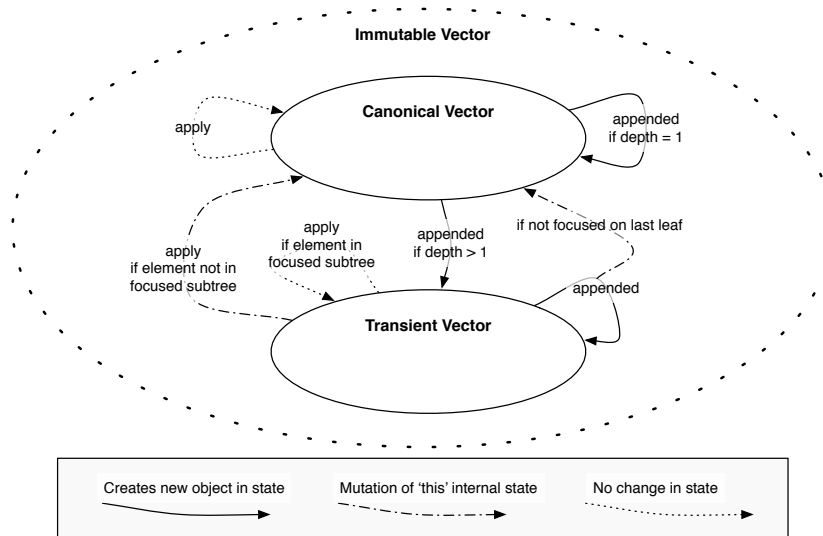 Immutable Vector
Canonical Vector
apply
appended
if depth = 1
apply
if element not in
focused subtree
apply
if element in
focused subtree
appended
if depth > 1
if not focused on last leaf
appended
Transient Vector
Creates new object in state
Mutation of ‘this’ internal state
No change in state